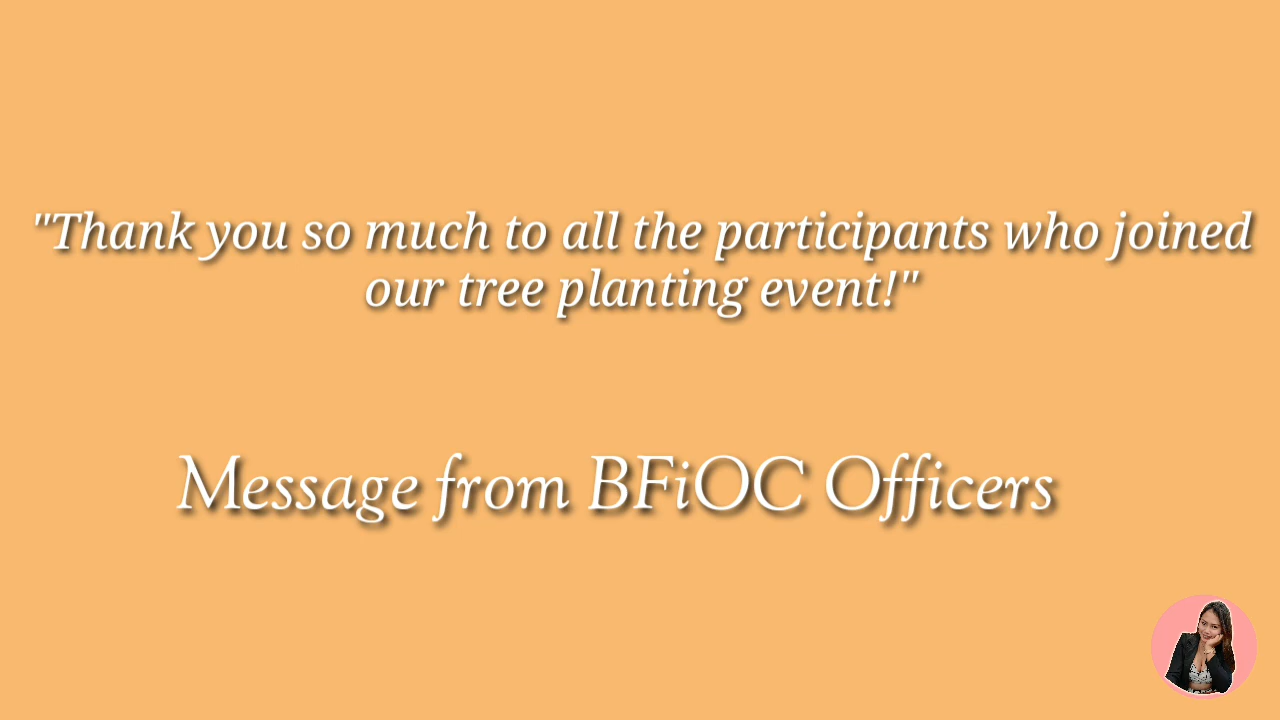 "Thank you so much to all the participants who joined
our tree planting event!"
Message from BFiOC Officers